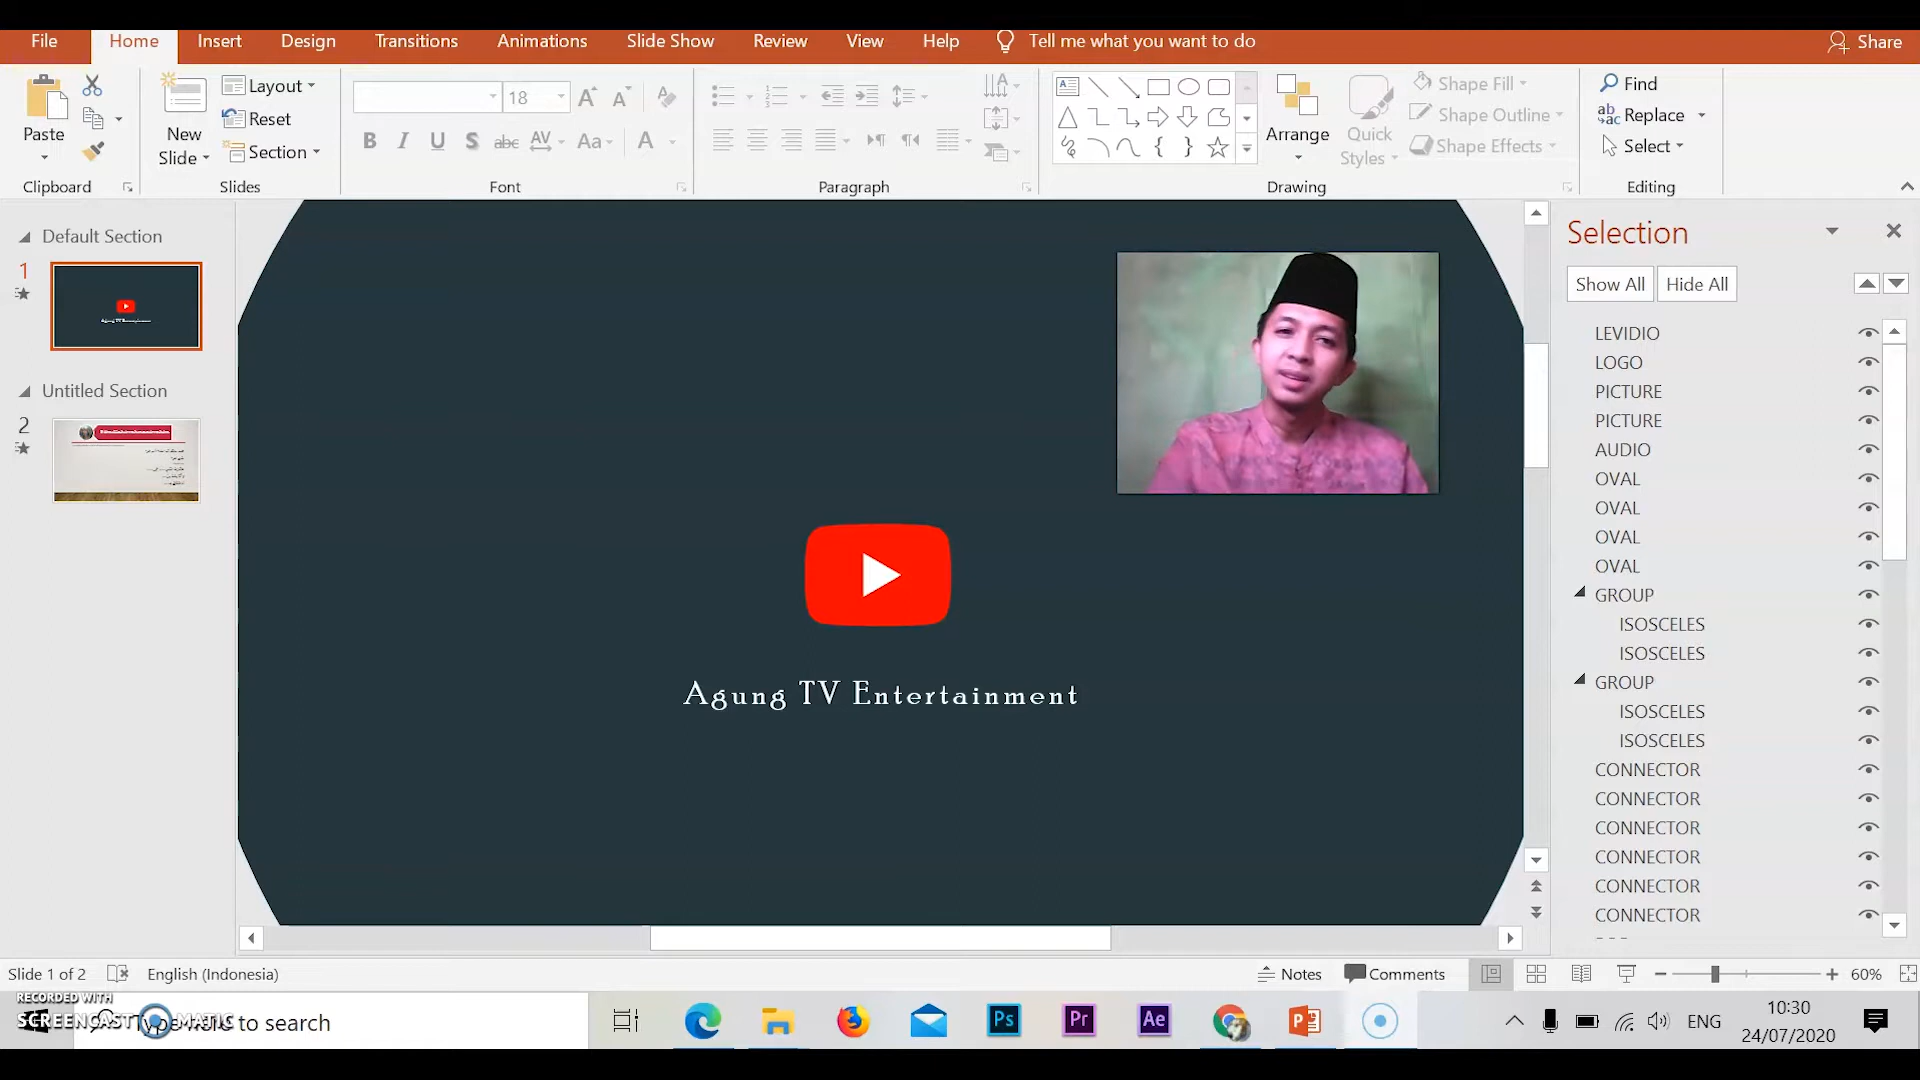 File Home Insert Design Transitions Animations Slide Show Review View Help Tell me what you want to do Share
Paste
New Slide
Layout
Reset
Section
18
Arrange
Quick Styles
Shape Fill
Shape Outline
Shape Effects
Find
Replace
Select
Clipboard Slides Font Paragraph Drawing Editing
Default Section
1
Untitled Section
2
Agung TV Entertainment
Selection
Show All Hide All
LEVIDIO
LOGO
PICTURE
PICTURE
AUDIO
OVAL
OVAL
OVAL
OVAL
GROUP
ISOSCELES
ISOSCELES
GROUP
ISOSCELES
ISOSCELES
CONNECTOR
CONNECTOR
CONNECTOR
CONNECTOR
CONNECTOR
CONNECTOR
Slide 1 of 2 English (Indonesia) Notes Comments 60%
RECORDED WITH
SCREENCAST MATIC
Type here to search
Ps Pr Ae
ENG
10:30
24/07/2020